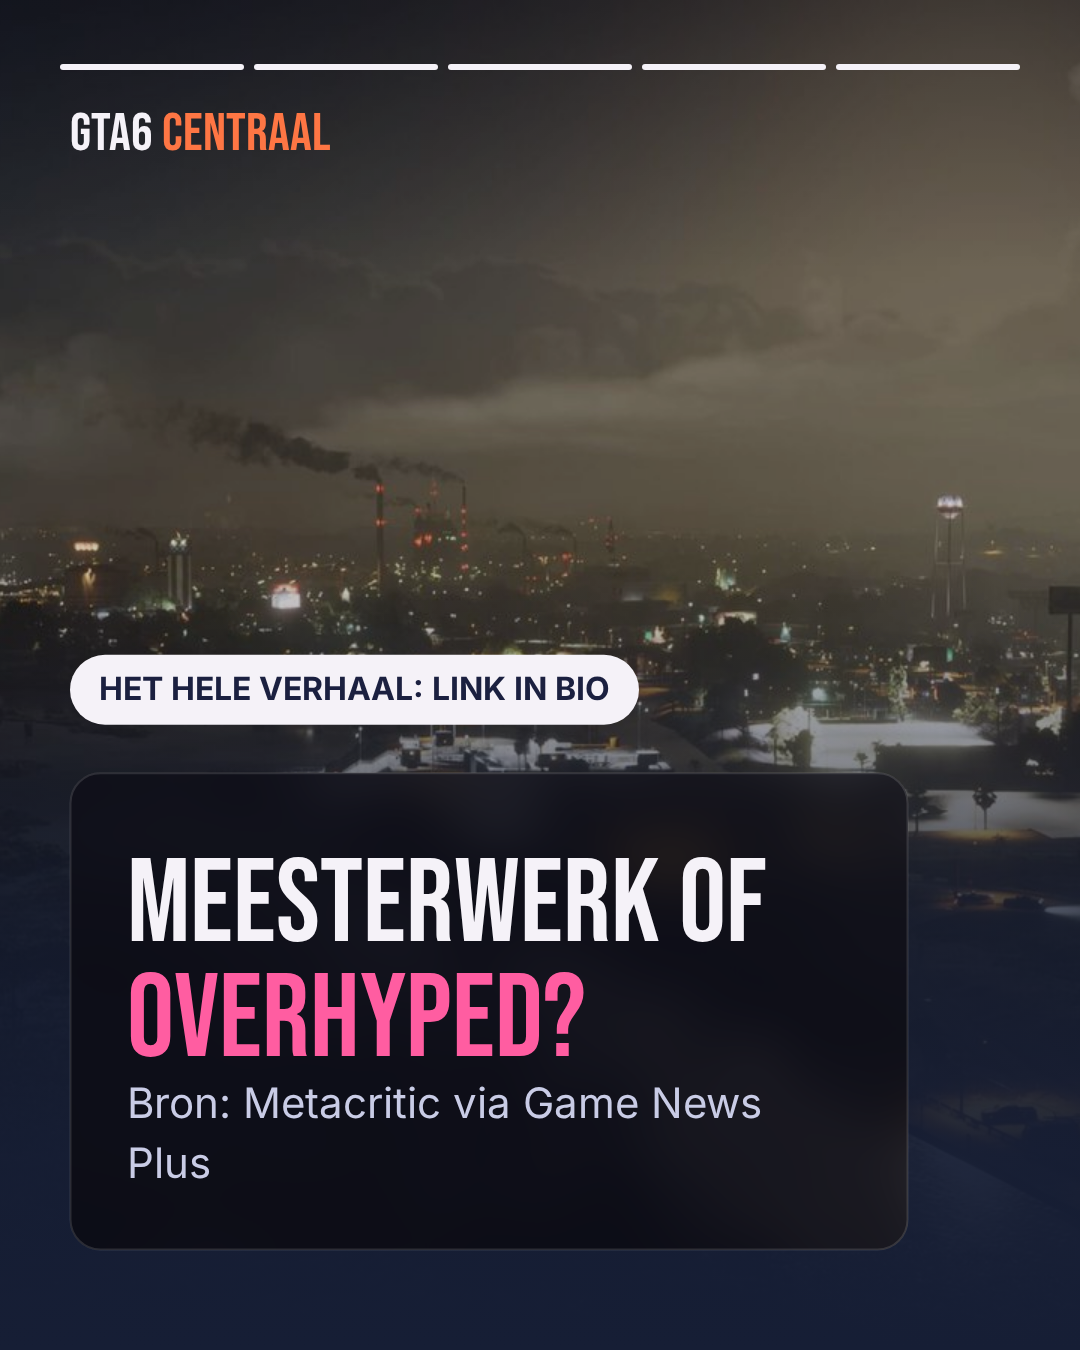 GTA6 CENTRAAL
HET HELE VERHAAL: LINK IN BIO
MEESTERWERK OF
OVERHYPED?
Bron: Metacritic via Game News
Plus